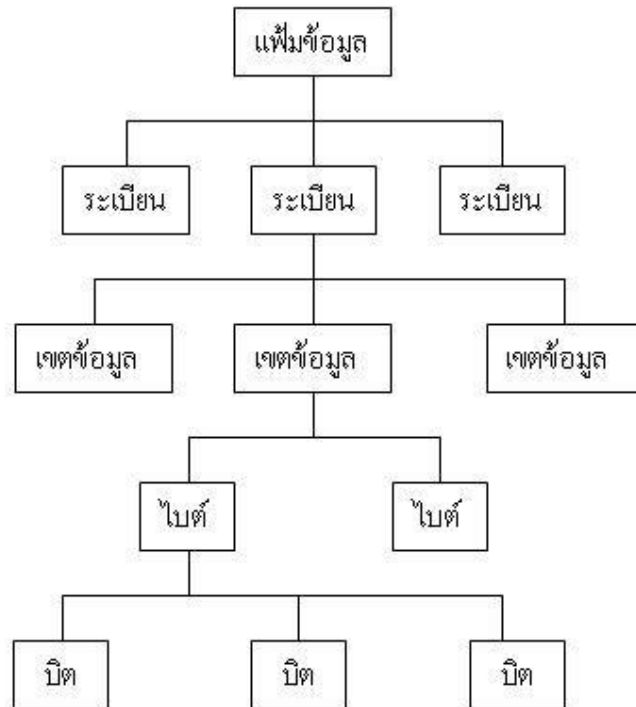 แฟ้มข้อมูล
ระเบียน ระเบียน ระเบียน
เขตข้อมูล เขตข้อมูล เขตข้อมูล
ไบต์ ไบต์
บิต บิต บิต